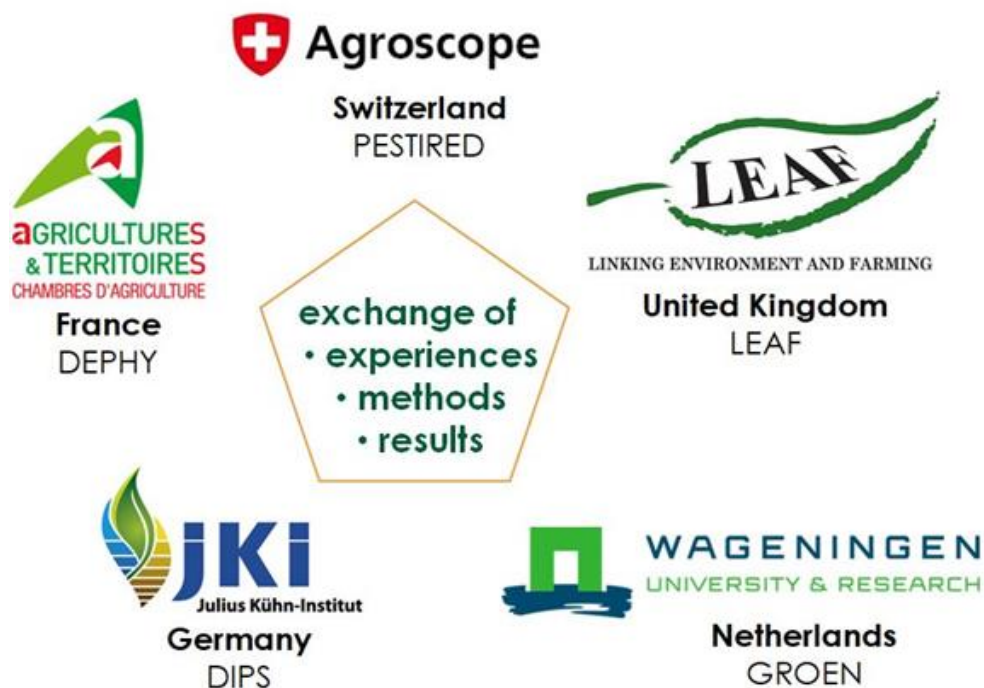 Agroscope
Switzerland
PESTIRED
aGRICULTURES
& TERRITOIRES
CHAMBRES D'AGRICULTURE
France
DEPHY
LEAF
LINKING ENVIRONMENT AND FARMING
United Kingdom
LEAF
exchange of
• experiences
• methods
• results
JKi
Julius Kühn-Institut
Germany
DIPS
WAGENINGEN
UNIVERSITY & RESEARCH
Netherlands
GROEN